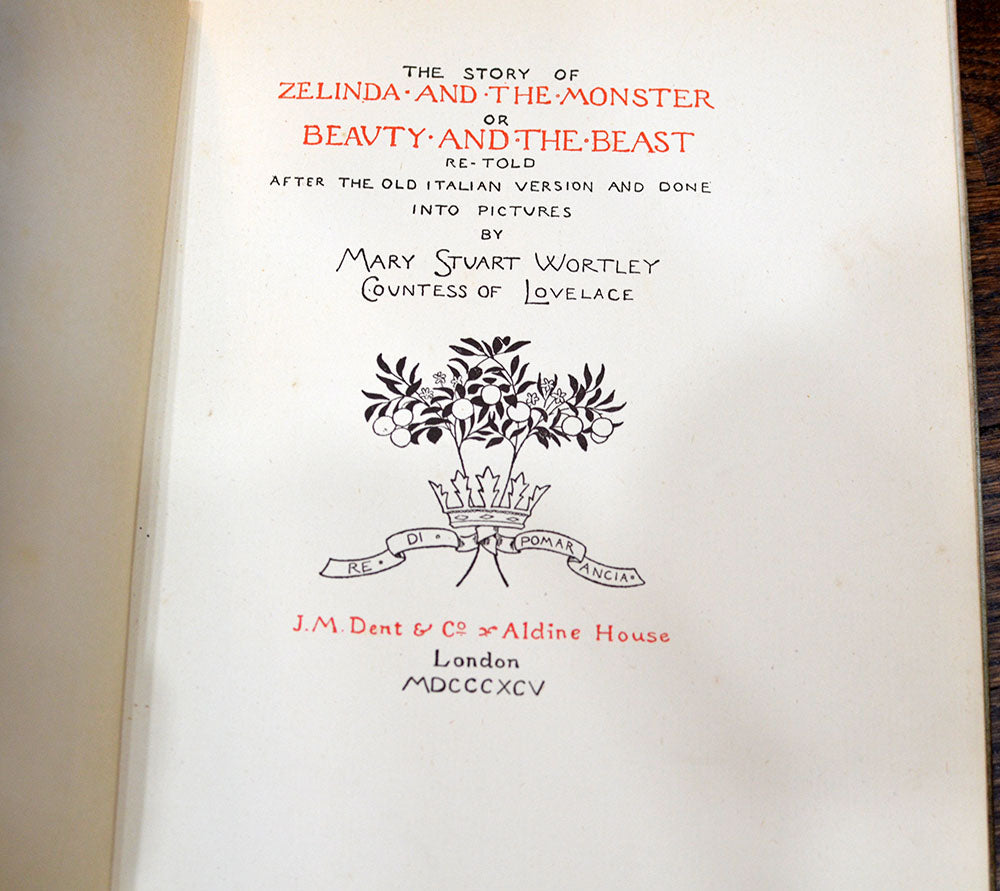 THE STORY OF
ZELINDA·AND·THE·MONSTER
OR
BEAVTY·AND·THE·BEAST
RE-TOLD
AFTER THE OLD ITALIAN VERSION AND DONE
INTO PICTURES
BY
MARY STUART WORTLEY
COUNTESS OF LOVELACE
RE· DI· POMAR ANCIA·
J.M. Dent & Co Aldine House
London
MDCCCXCV